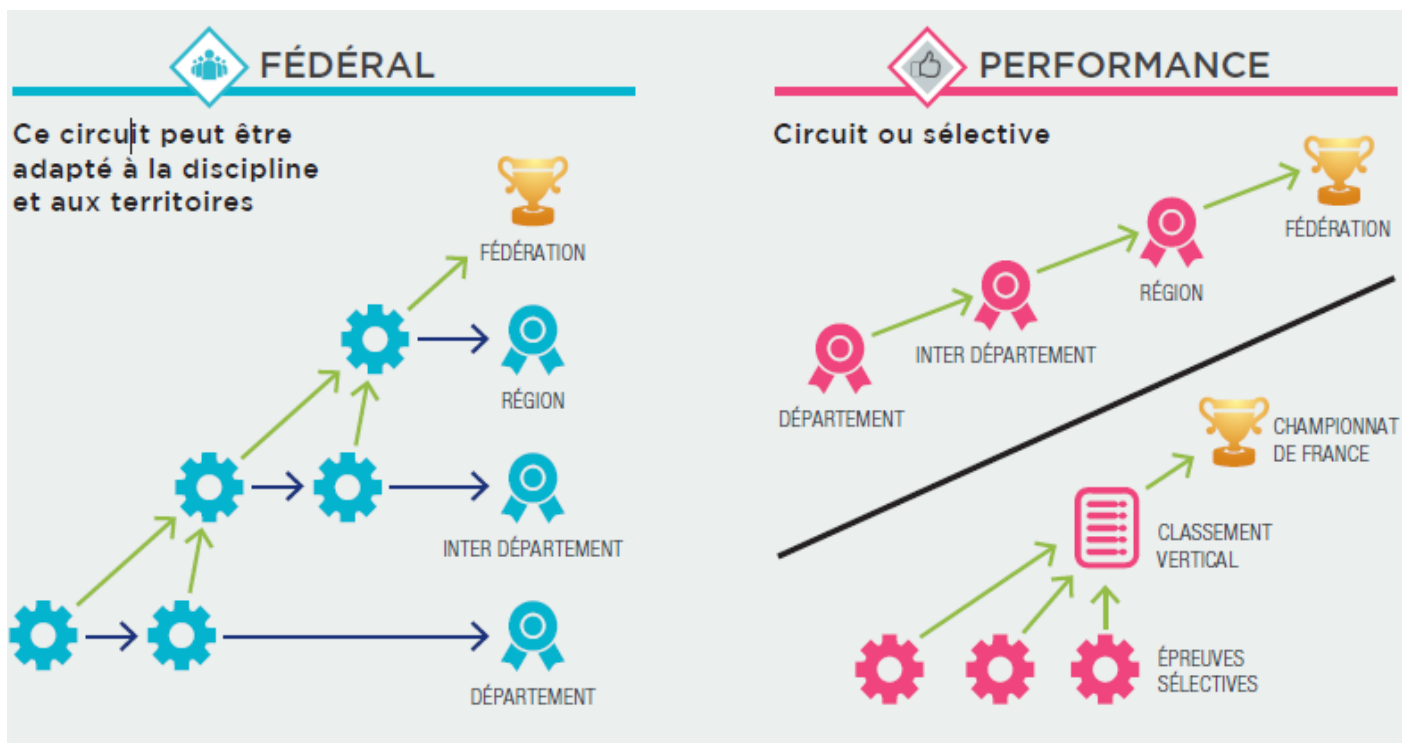 FÉDÉRAL
Ce circuit peut être
adapté à la discipline
et aux territoires
FÉDÉRATION
RÉGION
INTER DÉPARTEMENT
DÉPARTEMENT
PERFORMANCE
Circuit ou sélective
FÉDÉRATION
RÉGION
INTER DÉPARTEMENT
DÉPARTEMENT
CHAMPIONNAT
DE FRANCE
CLASSEMENT
VERTICAL
ÉPREUVES
SÉLECTIVES